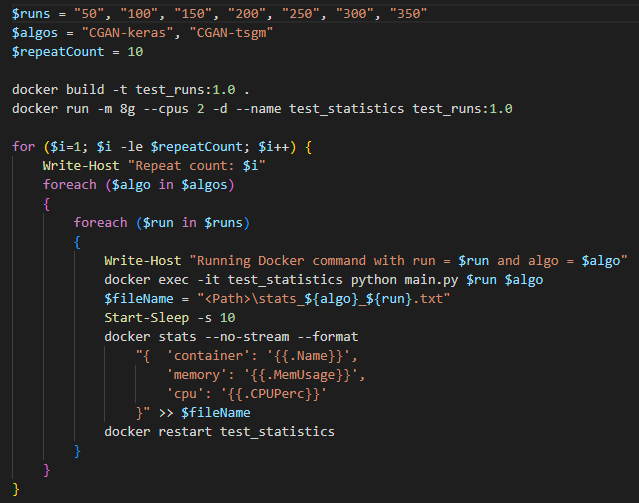 $runs = "50", "100", "150", "200", "250", "300", "350"
$algos = "CGAN-keras", "CGAN-tsgm"
$repeatCount = 10
docker build -t test_runs:1.0 .
docker run -m 8g --cpus 2 -d --name test_statistics test_runs:1.0
for ($i=1; $i -le $repeatCount; $i++) {
    Write-Host "Repeat count: $i"
    foreach ($algo in $algos)
    {
        foreach ($run in $runs)
        {
            Write-Host "Running Docker command with run = $run and algo = $algo"
            docker exec -it test_statistics python main.py $run $algo
            $fileName = "<Path>\stats_${algo}_${run}.txt"
            Start-Sleep -s 10
            docker stats --no-stream --format
                "{  'container': '{{.Name}}',
                    'memory': '{{.MemUsage}}',
                    'cpu': '{{.CPUPerc}}'
                }" >> $fileName
            docker restart test_statistics
        }
    }
}